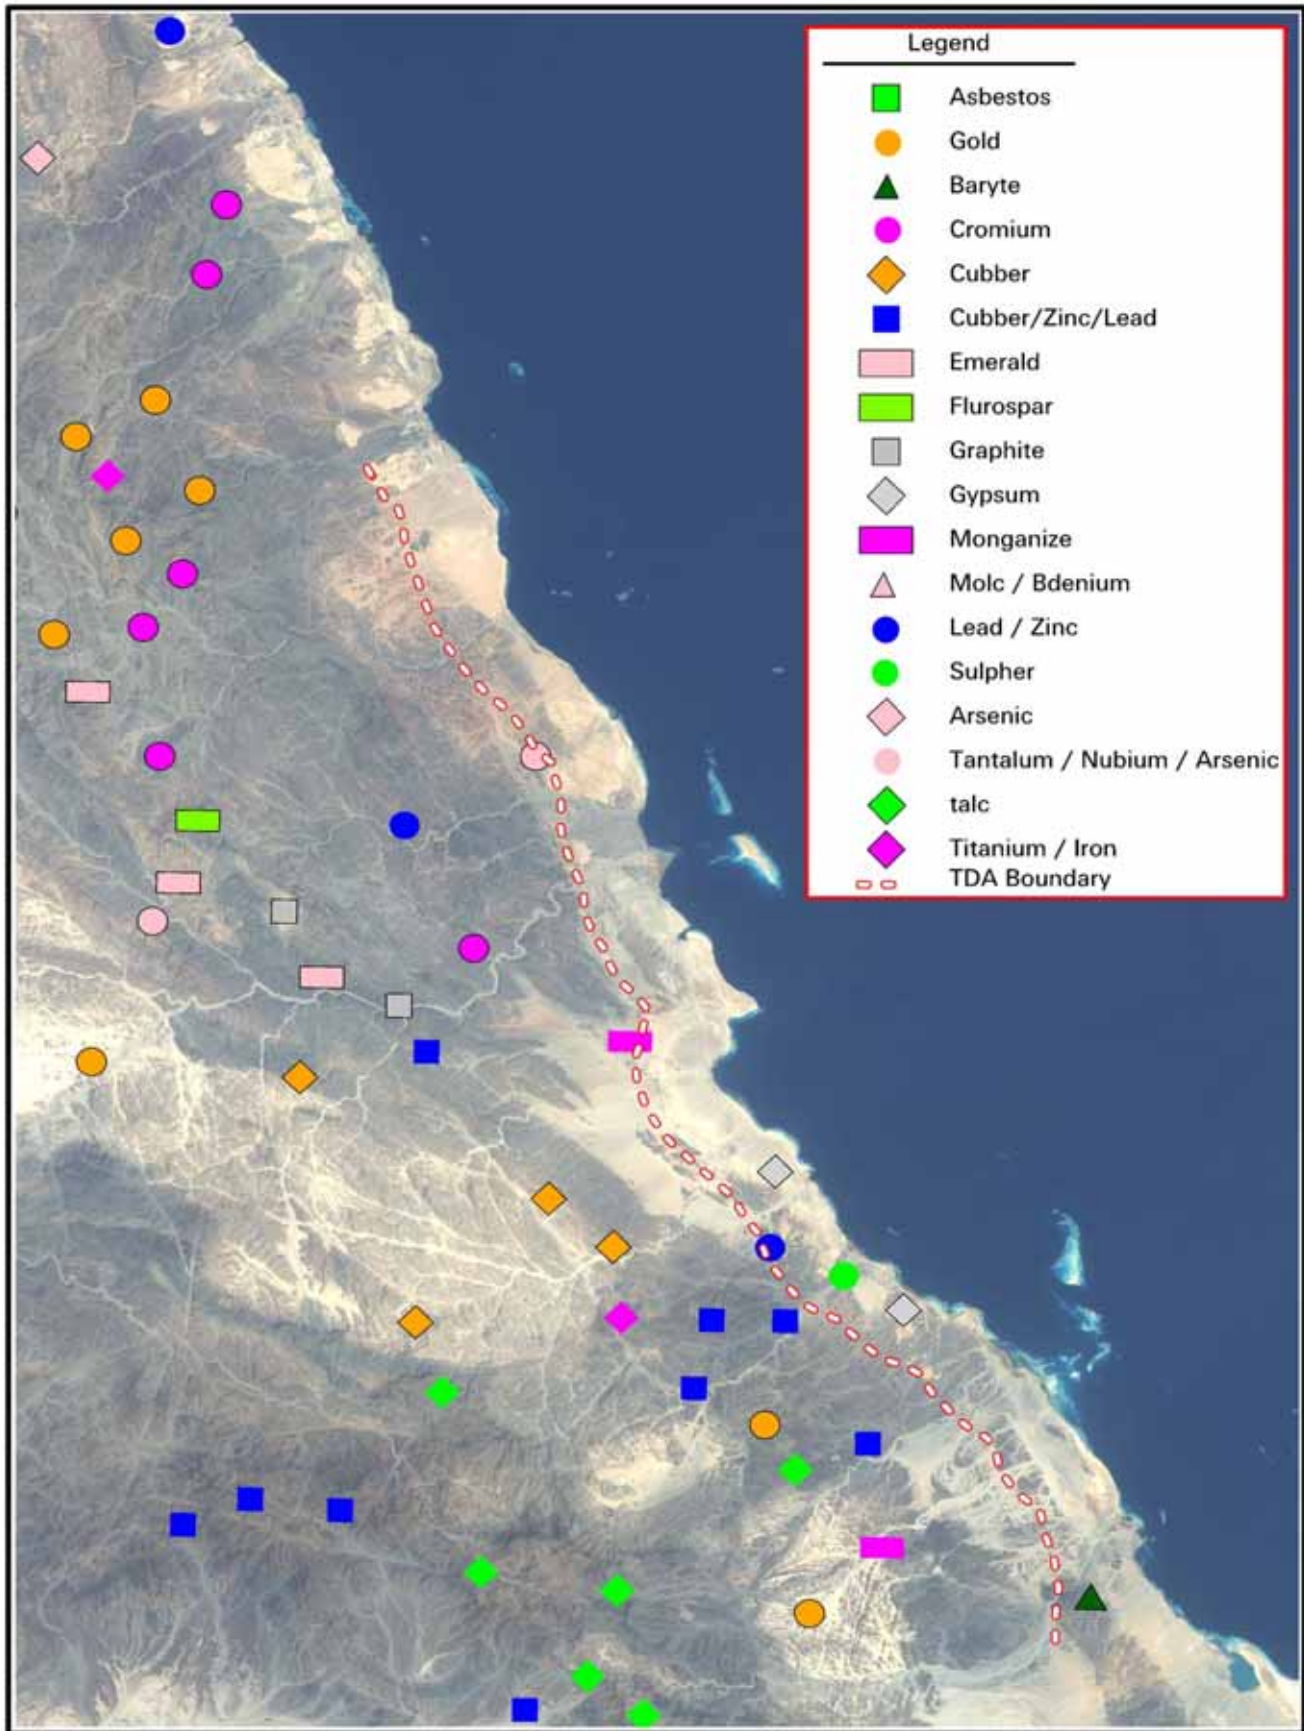 Legend
Asbestos
Gold
Baryte
Cromium
Cubber
Cubber/Zinc/Lead
Emerald
Flurospar
Graphite
Gypsum
Monganize
Molc / Bdenium
Lead / Zinc
Sulpher
Arsenic
Tantalum / Nubium / Arsenic
talc
Titanium / Iron
TDA Boundary